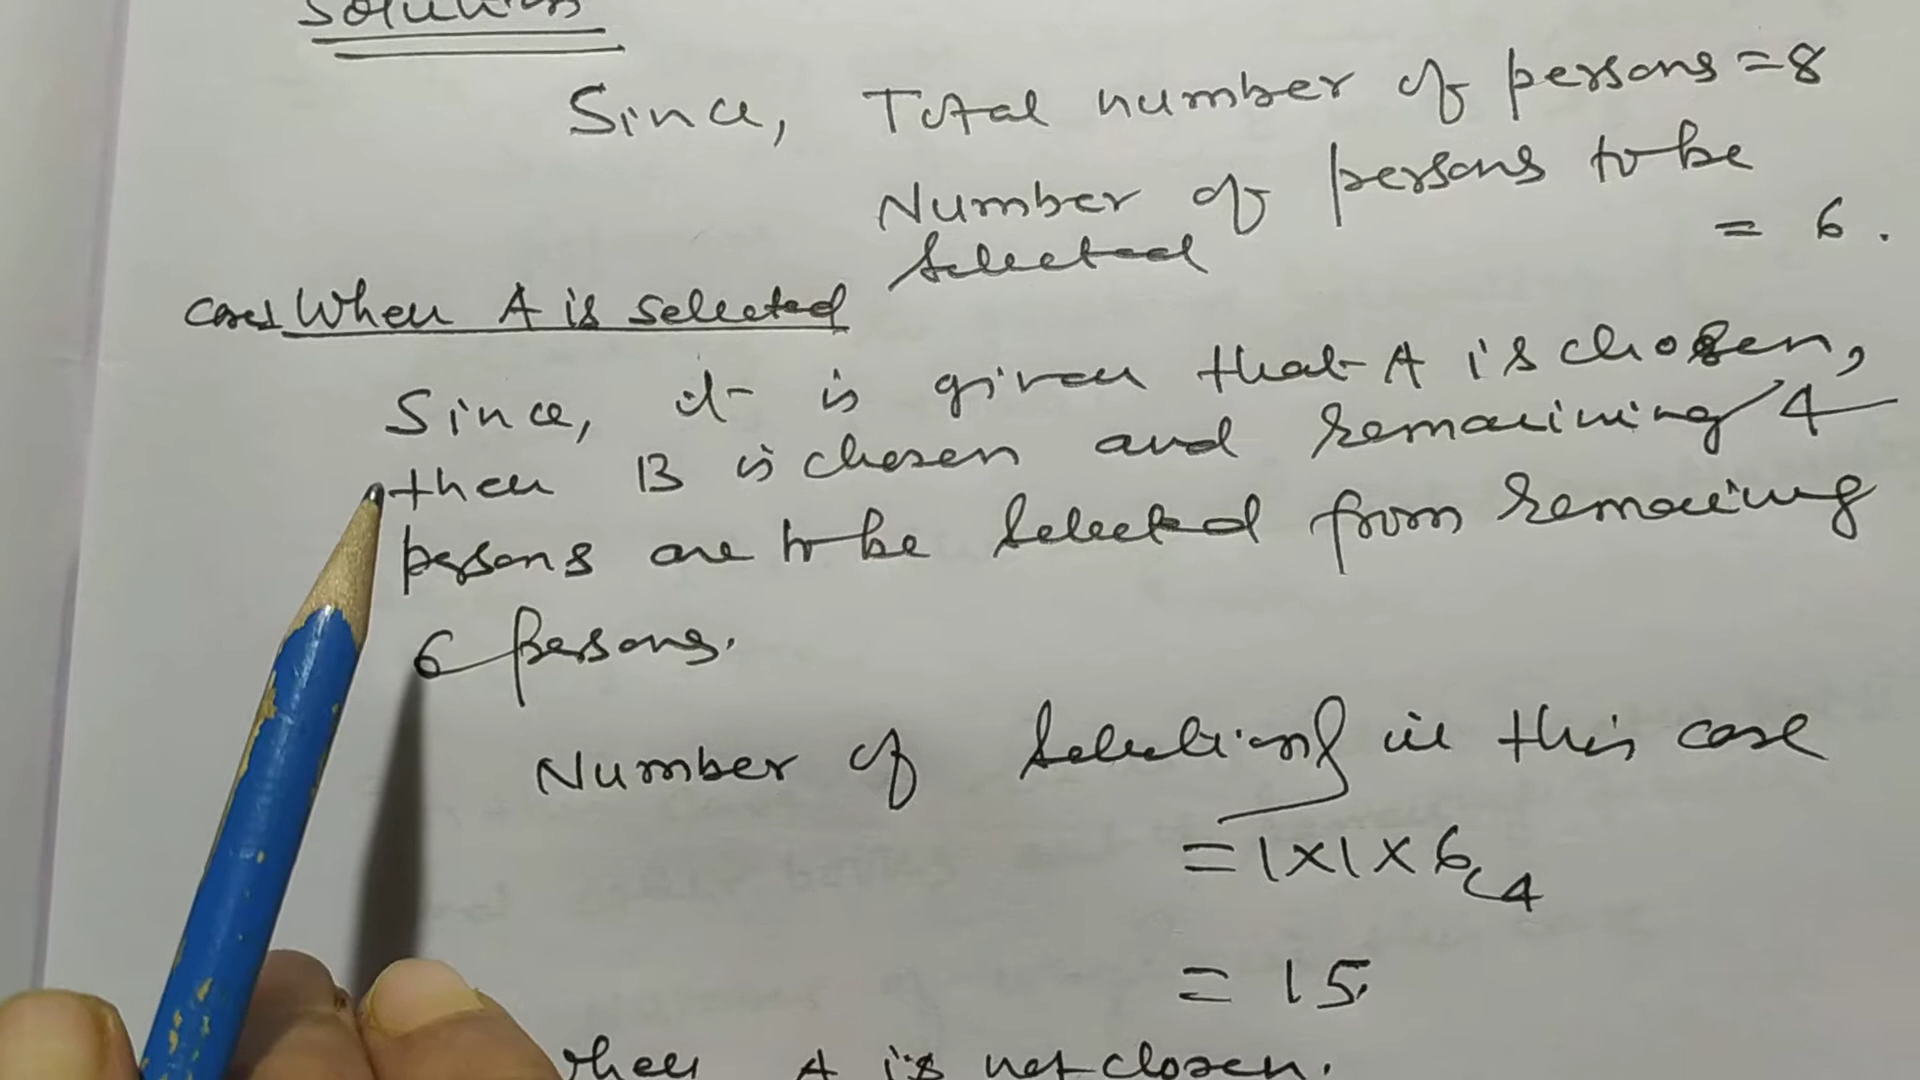 Solution
Since, Total number of persons = 8
Number of persons to be
selected = 6.
Case1 When A is selected
Since, it is given that A is chosen,
then B is chosen and remaining 4
persons are to be selected from remaining
6 persons.
Number of selections in this case
= 1 × 1 × 6C4
= 15
When A is not chosen.